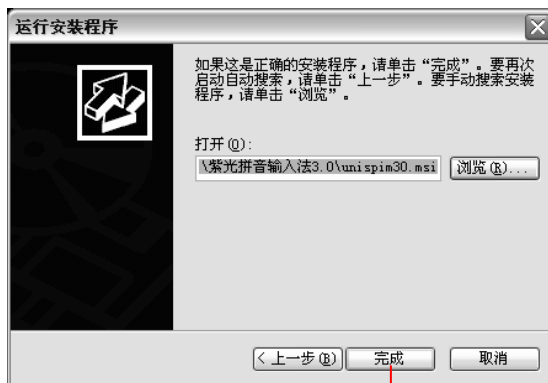 运行安装程序
如果这是正确的安装程序，请单击“完成”。要再次
启动自动搜索，请单击“上一步”。要手动搜索安装
程序，请单击“浏览”。
打开(O):
\紫光拼音输入法3.0\unispim30.msi
浏览(R)...
<上一步(B)
完成
取消